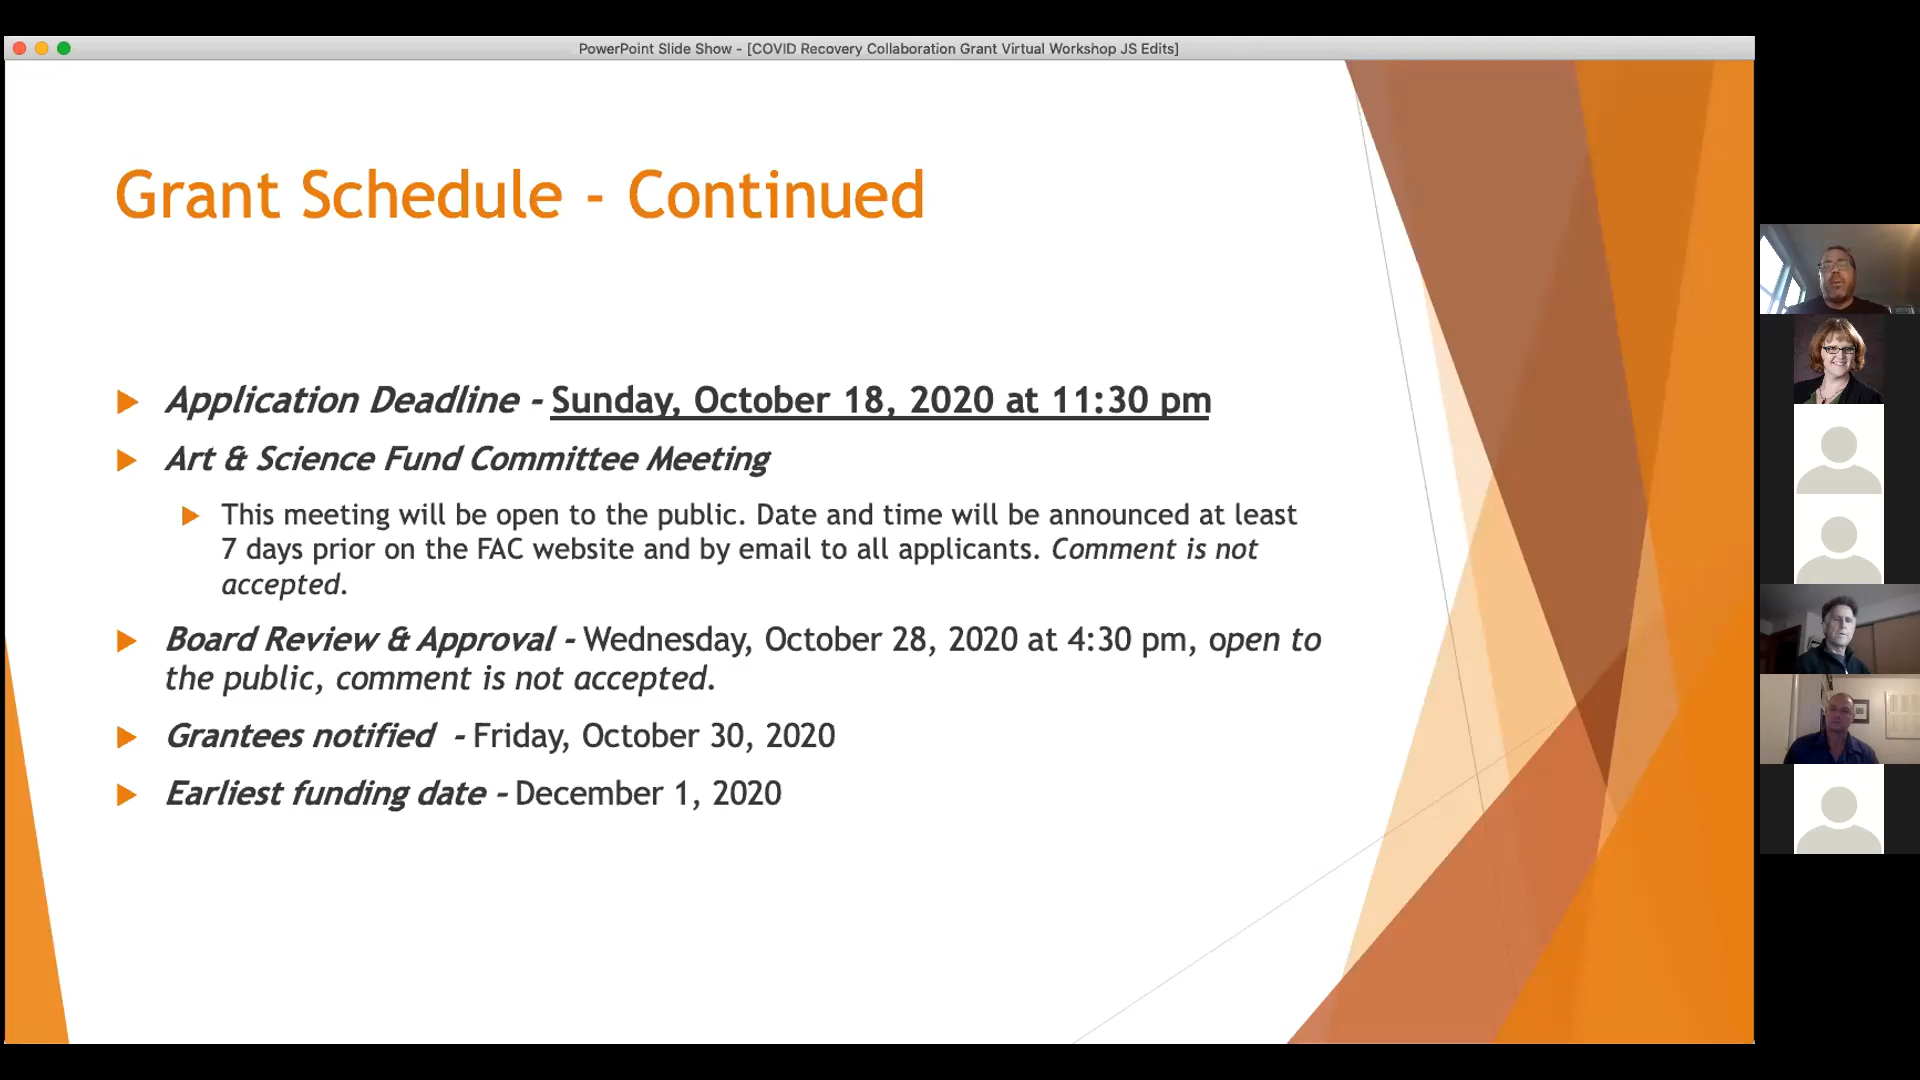 PowerPoint Slide Show - [COVID Recovery Collaboration Grant Virtual Workshop JS Edits]
Grant Schedule - Continued
Application Deadline - Sunday, October 18, 2020 at 11:30 pm
Art & Science Fund Committee Meeting
This meeting will be open to the public. Date and time will be announced at least
7 days prior on the FAC website and by email to all applicants. Comment is not
accepted.
Board Review & Approval - Wednesday, October 28, 2020 at 4:30 pm, open to
the public, comment is not accepted.
Grantees notified - Friday, October 30, 2020
Earliest funding date - December 1, 2020